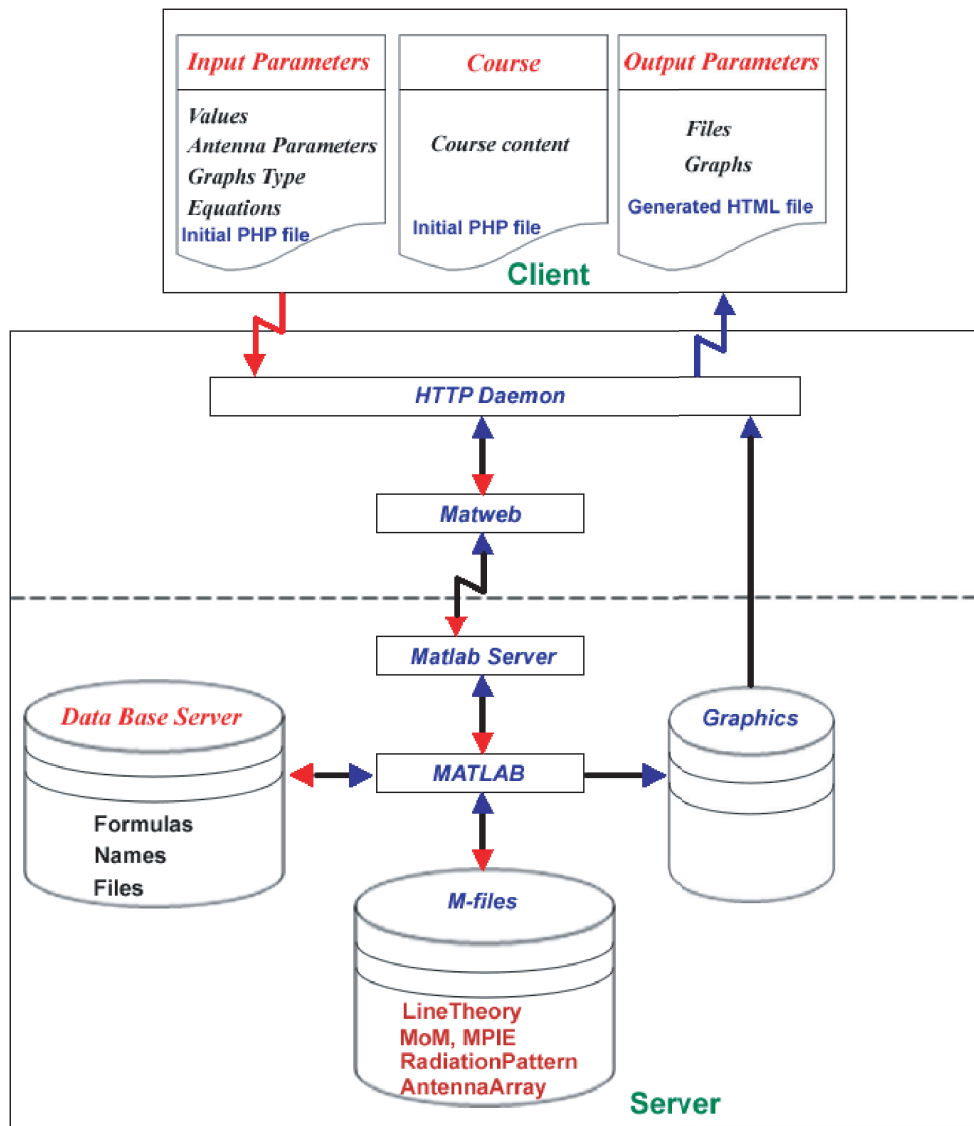 Input Parameters
Values
Antenna Parameters
Graphs Type
Equations
Initial PHP file
Course
Course content
Initial PHP file
Output Parameters
Files
Graphs
Generated HTML file
Client
HTTP Daemon
Matweb
Matlab Server
Data Base Server
Formulas
Names
Files
MATLAB
Graphics
M-files
LineTheory
MoM, MPIE
RadiationPattern
AntennaArray
Server